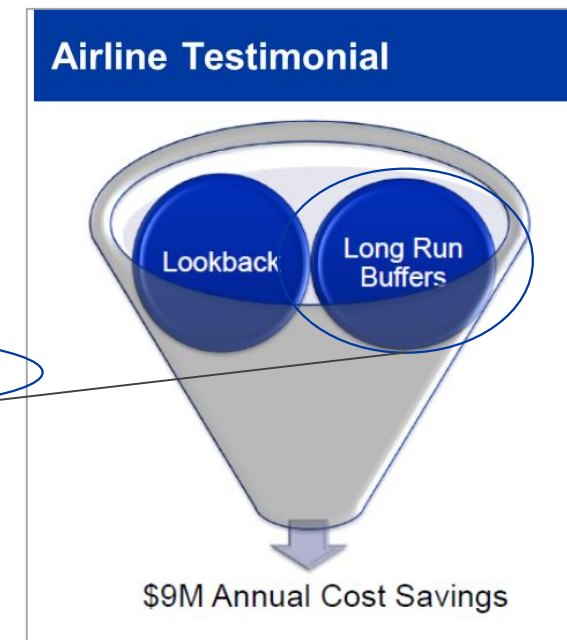 Airline Testimonial
Lookback
Long Run
Buffers
$9M Annual Cost Savings